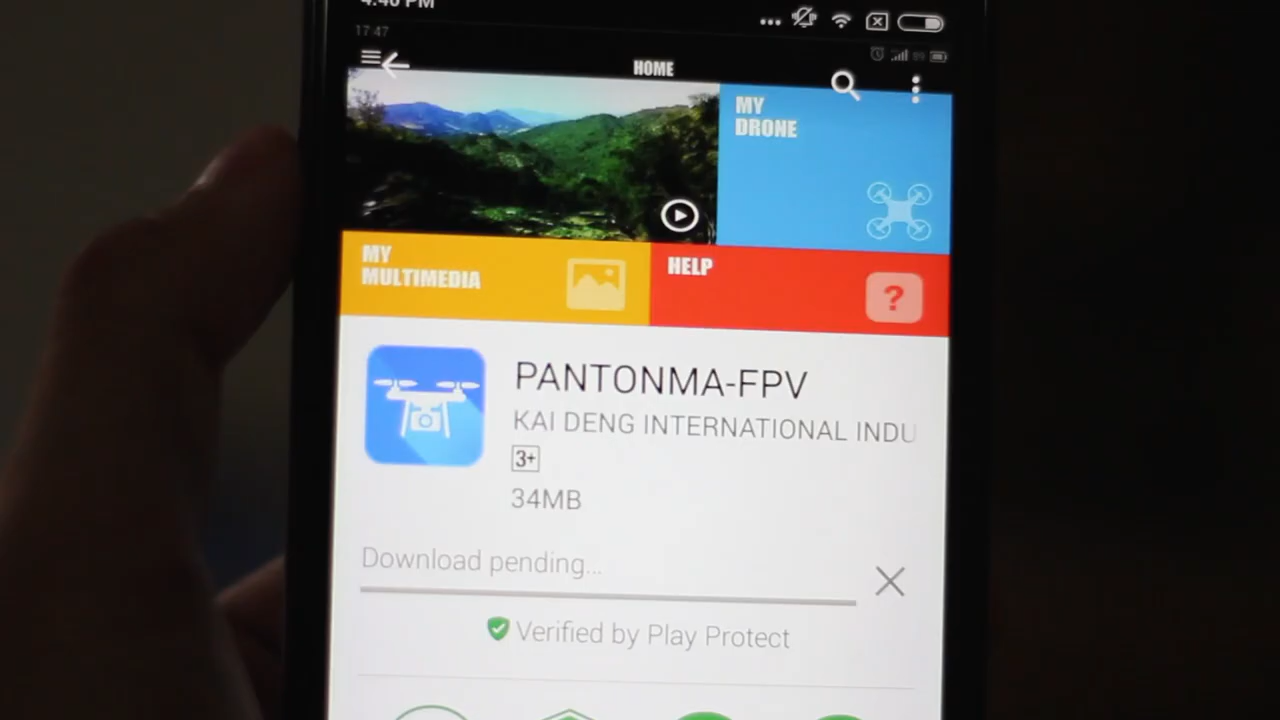 4:46 PM
17:47
HOME
MY
DRONE
MY
MULTIMEDIA
HELP
?
PANTONMA-FPV
KAI DENG INTERNATIONAL INDU
3+
34MB
Download pending...
Verified by Play Protect